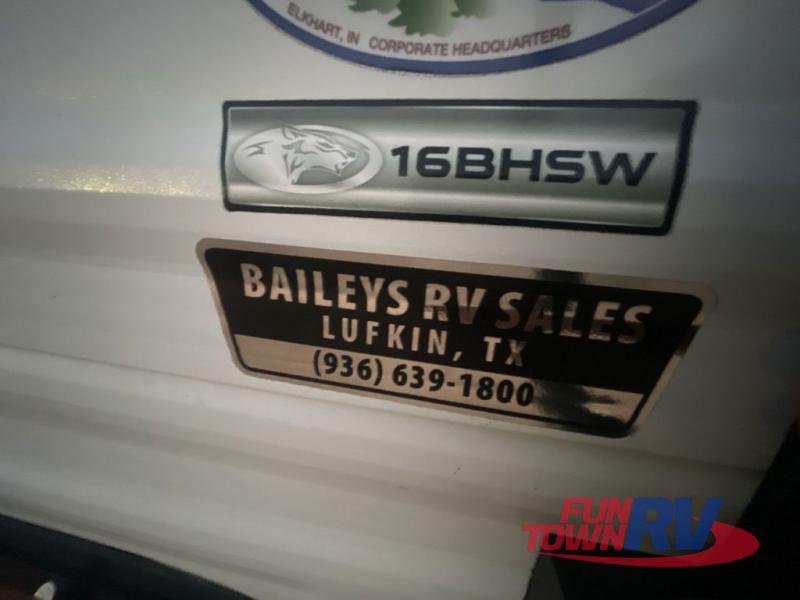 ELKHART, IN CORPORATE HEADQUARTERS
16BHSW
BAILEYS RV SALES
LUFKIN, TX
(936) 639-1800
FUN
TOWN RV